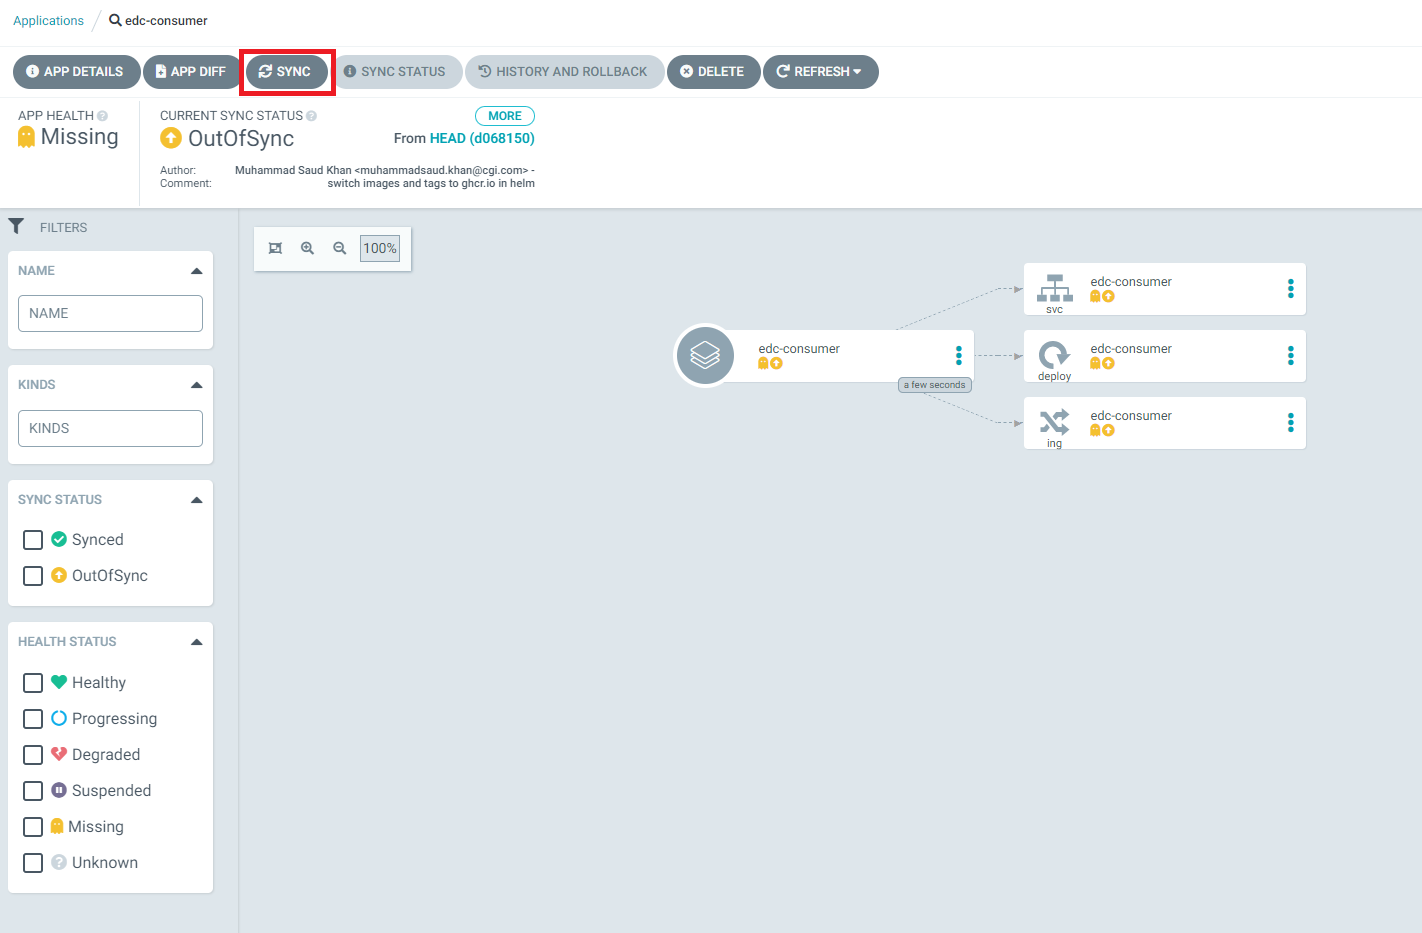 Applications edc-consumer
APP DETAILS APP DIFF SYNC SYNC STATUS HISTORY AND ROLLBACK DELETE REFRESH
APP HEALTH
Missing
CURRENT SYNC STATUS
MORE
OutOfSync
From HEAD (d068150)
Author: Muhammad Saud Khan <muhammadsaud.khan@cgi.com> -
Comment: switch images and tags to ghcr.io in helm
FILTERS
NAME
NAME
KINDS
KINDS
SYNC STATUS
Synced
OutOfSync
HEALTH STATUS
Healthy
Progressing
Degraded
Suspended
Missing
Unknown
100%
edc-consumer
a few seconds
edc-consumer
svc
edc-consumer
deploy
edc-consumer
ing